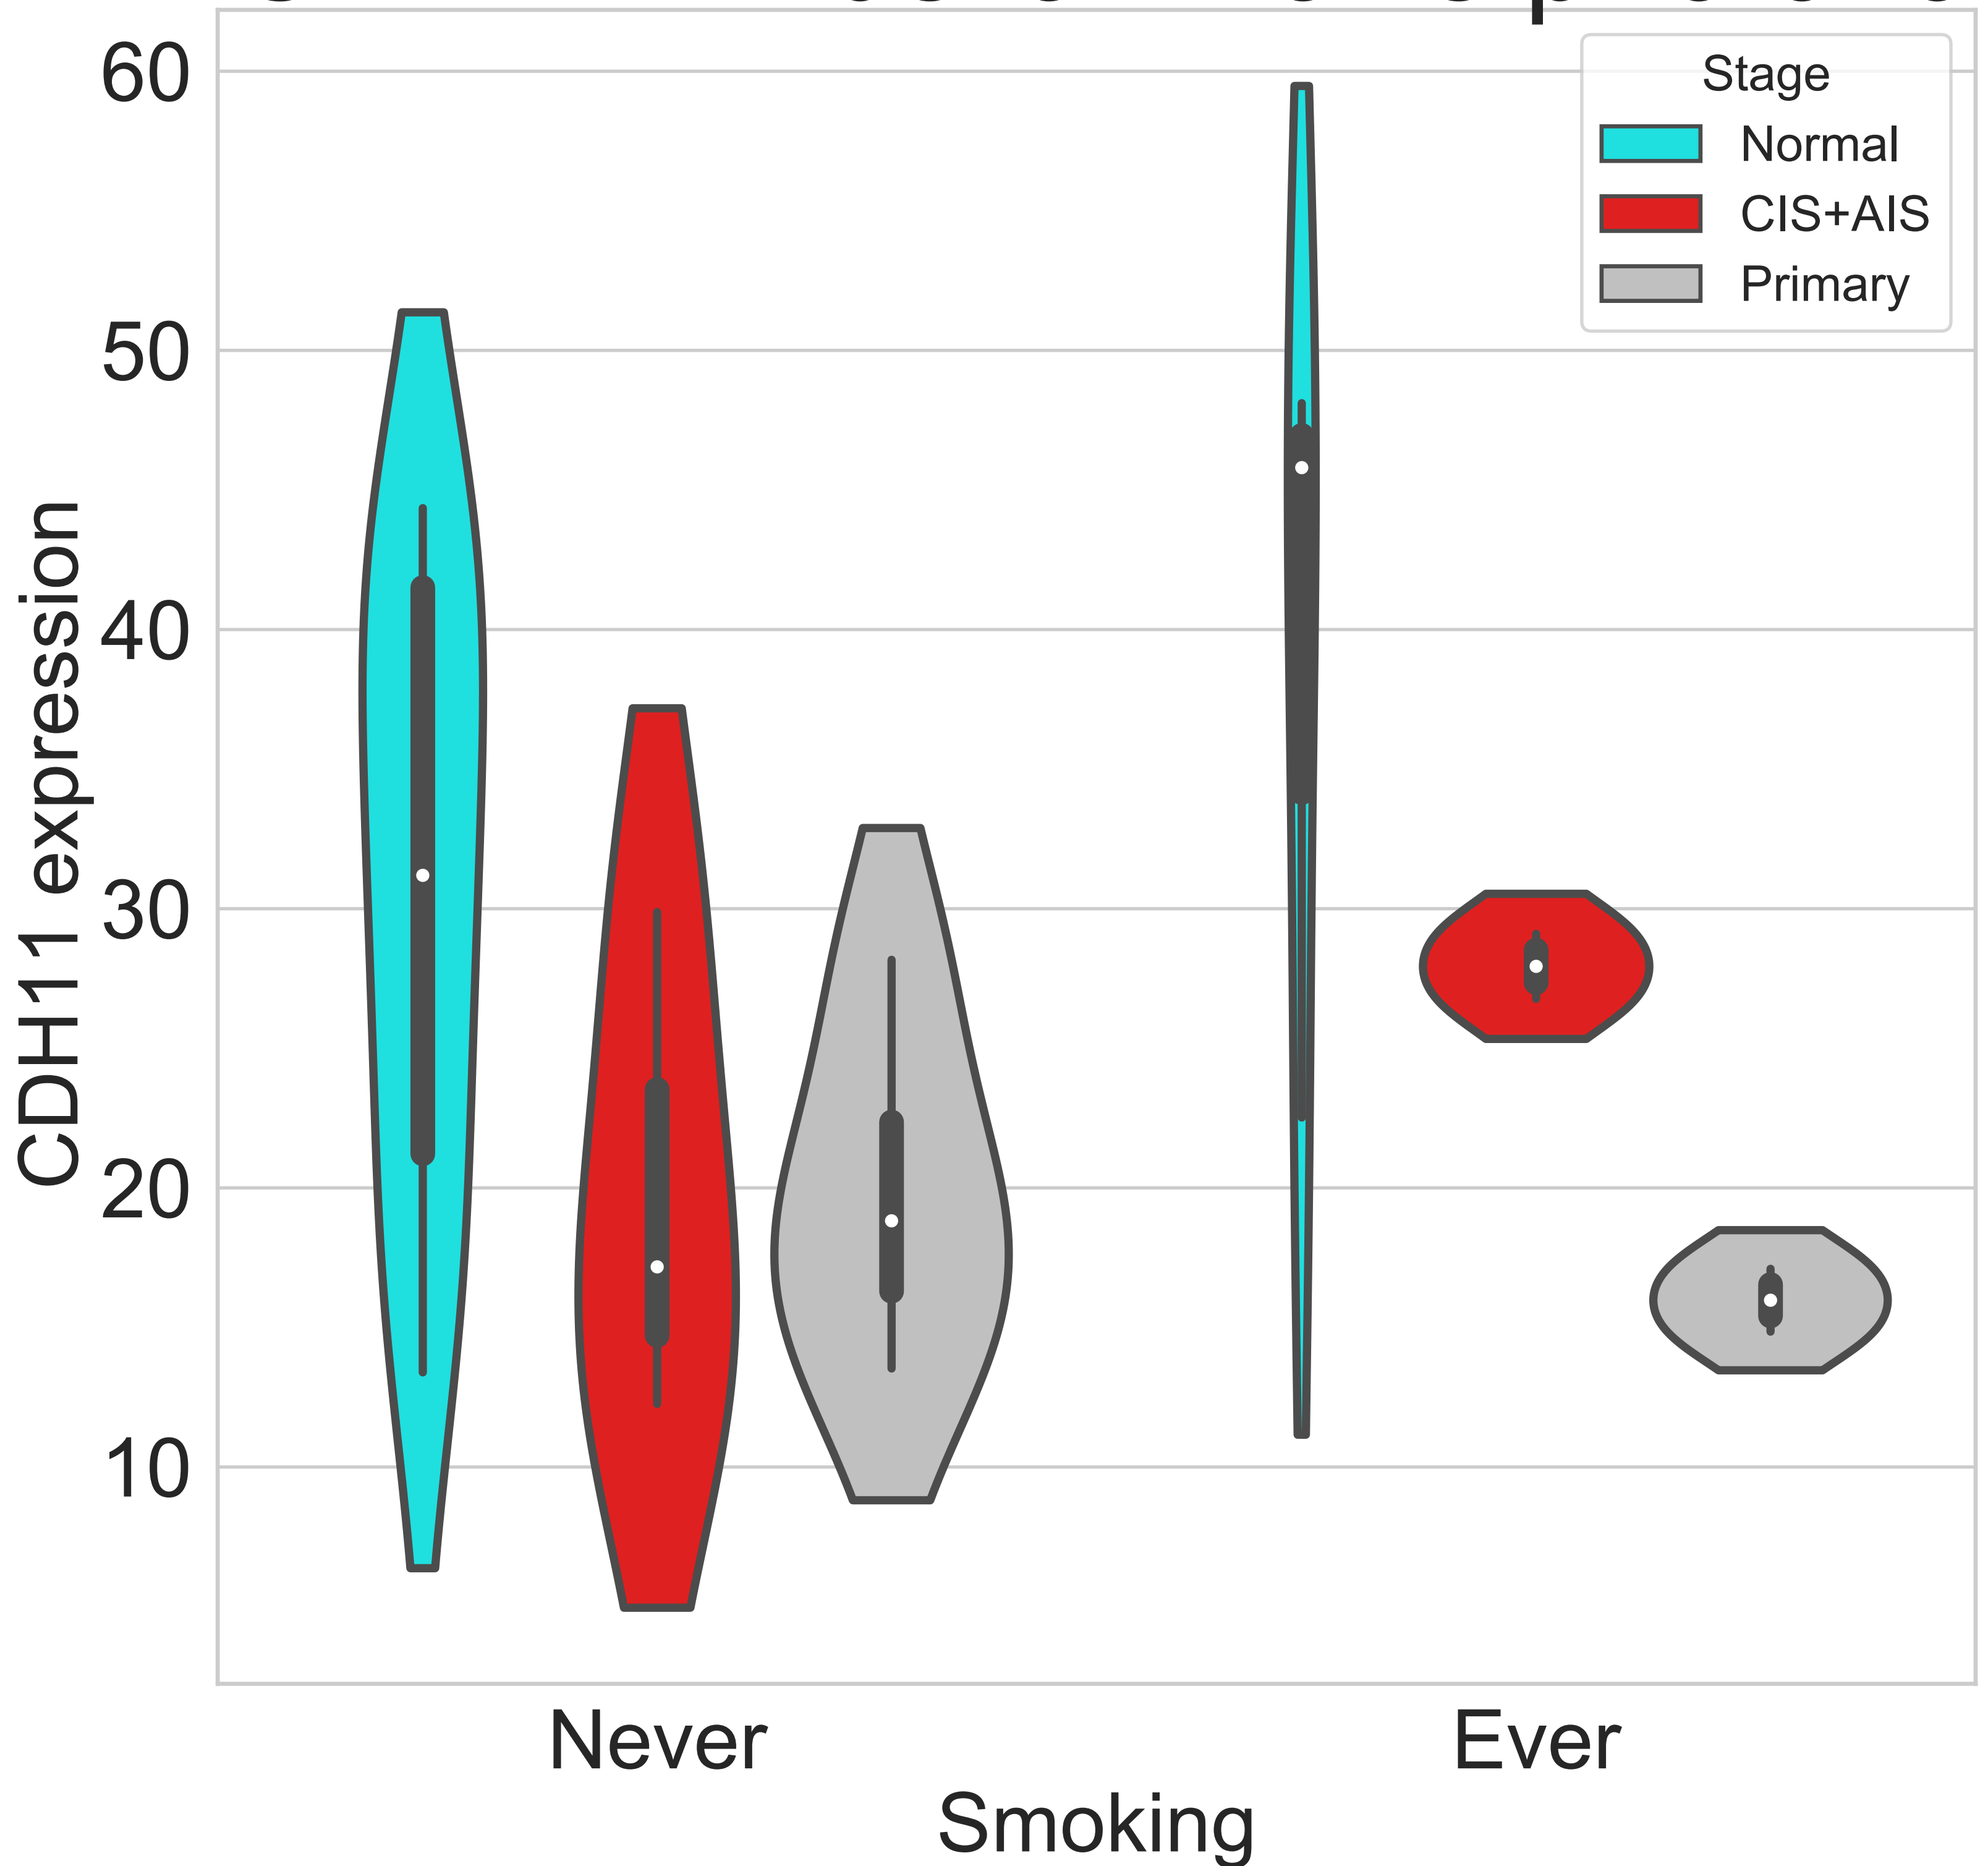 60
50
40
30
20
10
CDH11 expression
Stage
Normal
CIS+AIS
Primary
Never
Ever
Smoking